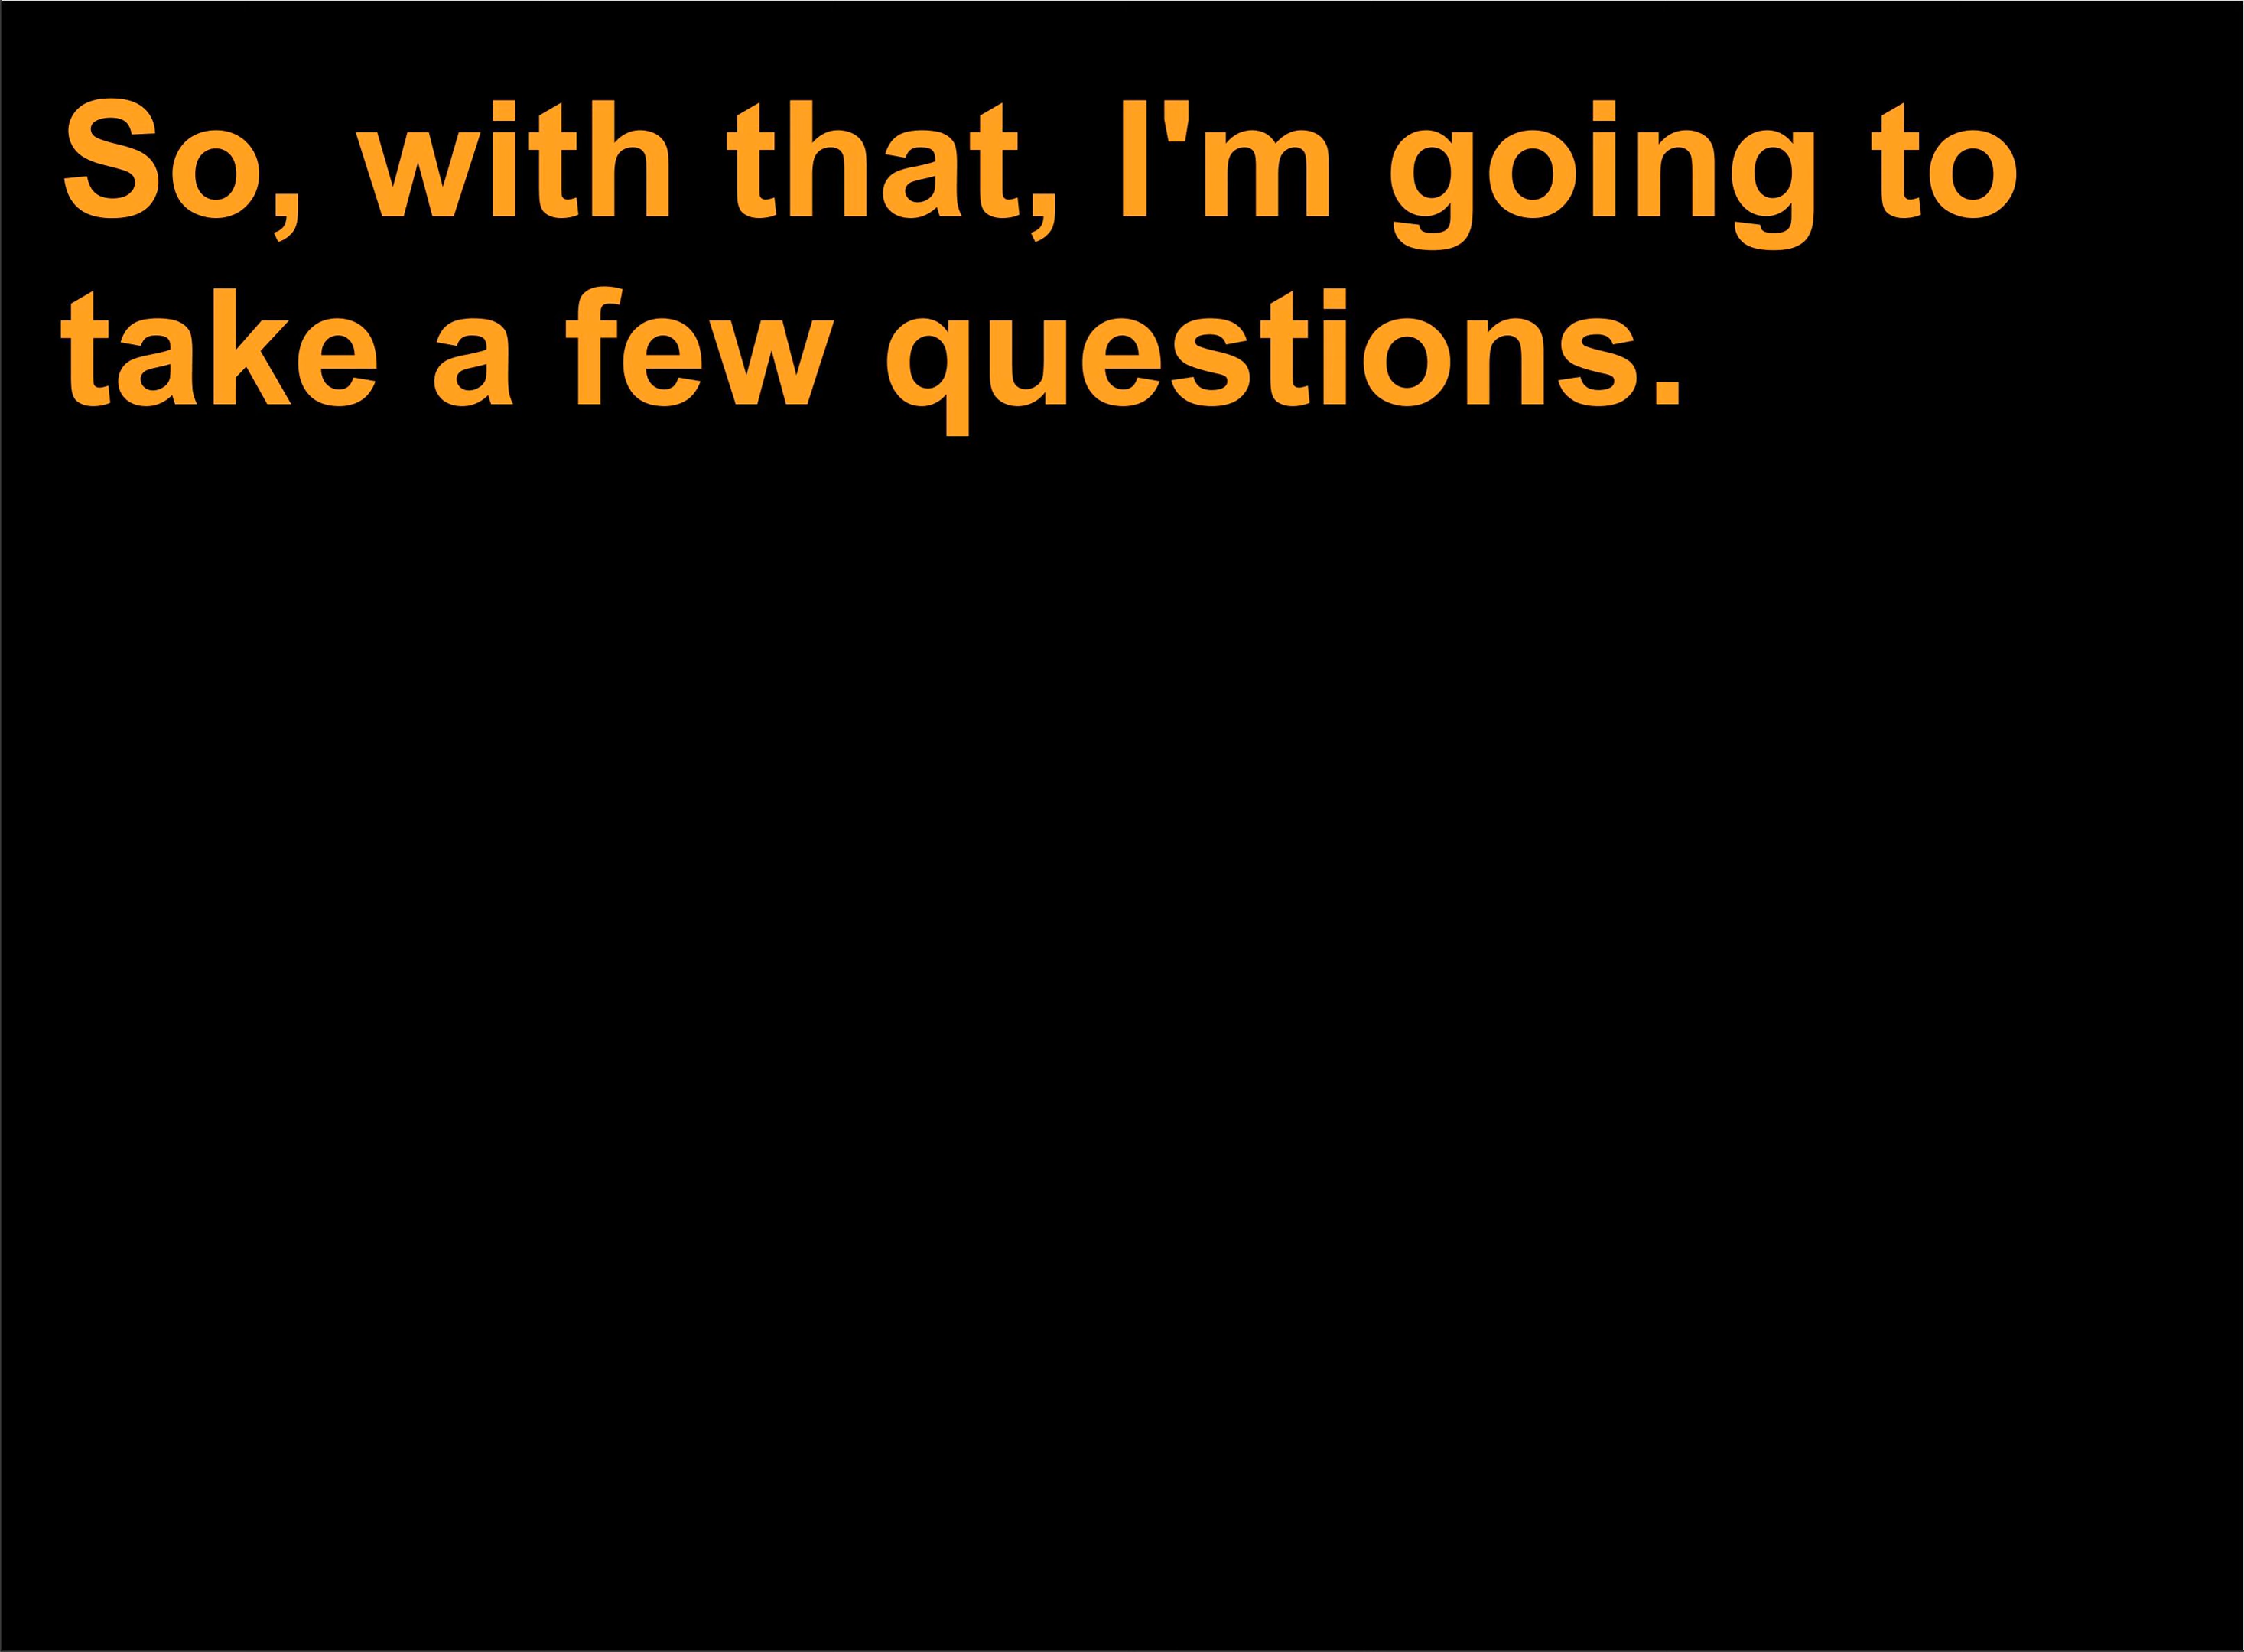 So, with that, I'm going to
take a few questions.